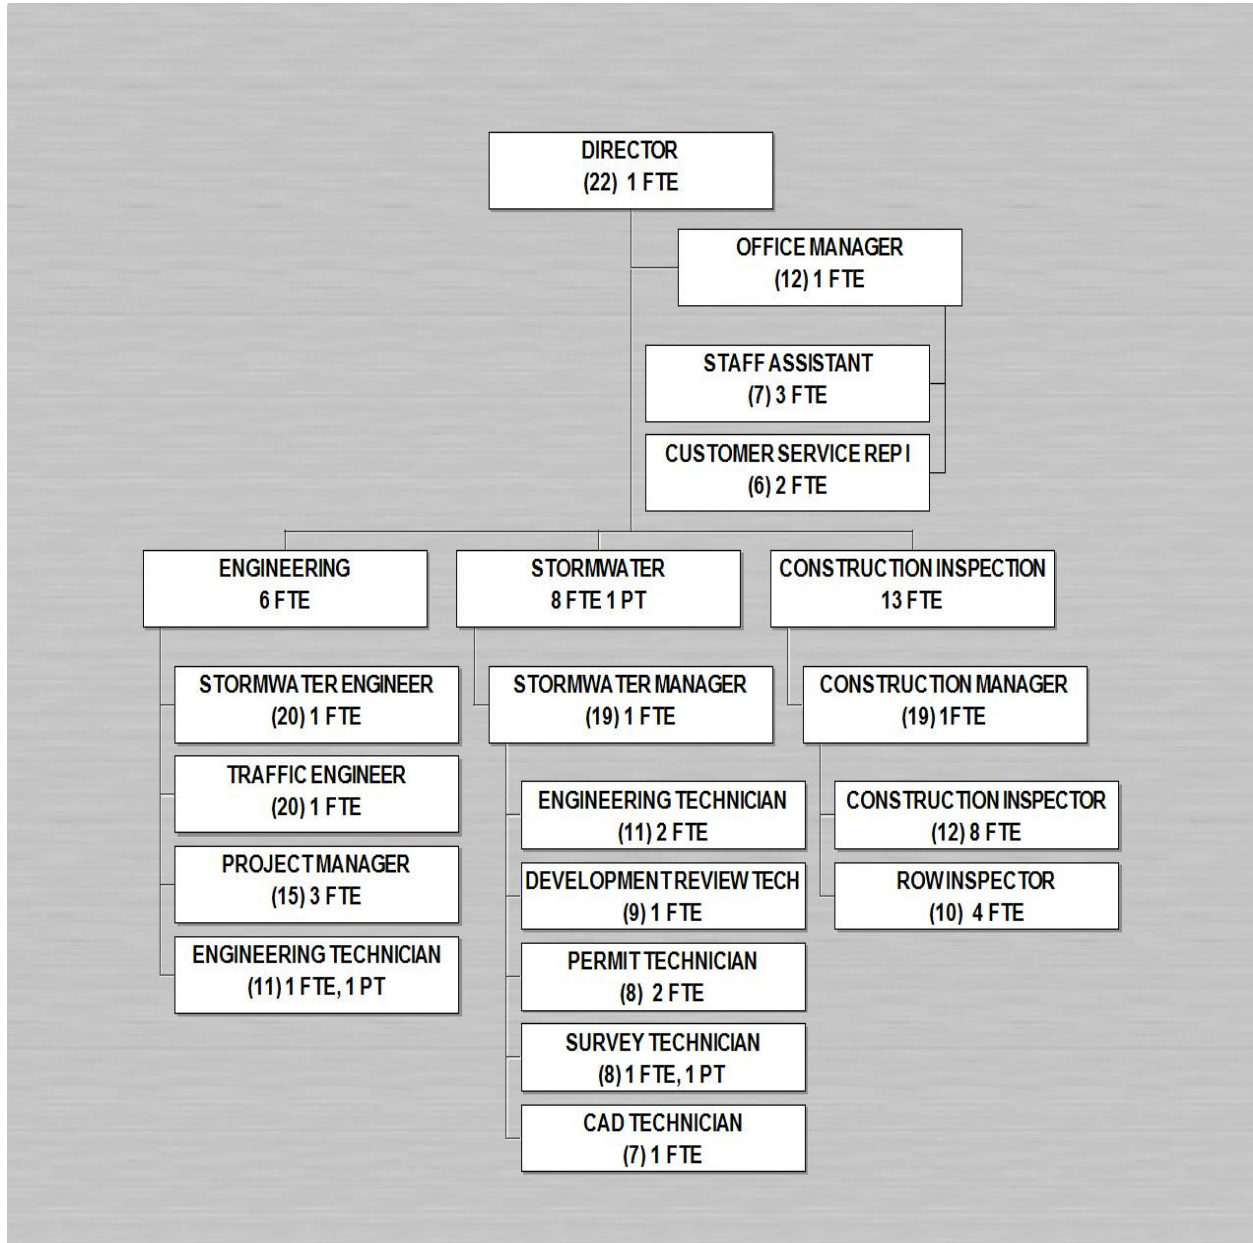 DIRECTOR
(22) 1 FTE
OFFICE MANAGER
(12) 1 FTE
STAFF ASSISTANT
(7) 3 FTE
CUSTOMER SERVICE REP I
(6) 2 FTE
ENGINEERING
6 FTE
STORMWATER
8 FTE 1 PT
CONSTRUCTION INSPECTION
13 FTE
STORMWATER ENGINEER
(20) 1 FTE
TRAFFIC ENGINEER
(20) 1 FTE
PROJECT MANAGER
(15) 3 FTE
ENGINEERING TECHNICIAN
(11) 1 FTE, 1 PT
STORMWATER MANAGER
(19) 1 FTE
ENGINEERING TECHNICIAN
(11) 2 FTE
DEVELOPMENT REVIEW TECH
(9) 1 FTE
PERMIT TECHNICIAN
(8) 2 FTE
SURVEY TECHNICIAN
(8) 1 FTE, 1 PT
CAD TECHNICIAN
(7) 1 FTE
CONSTRUCTION MANAGER
(19) 1FTE
CONSTRUCTION INSPECTOR
(12) 8 FTE
ROW INSPECTOR
(10) 4 FTE